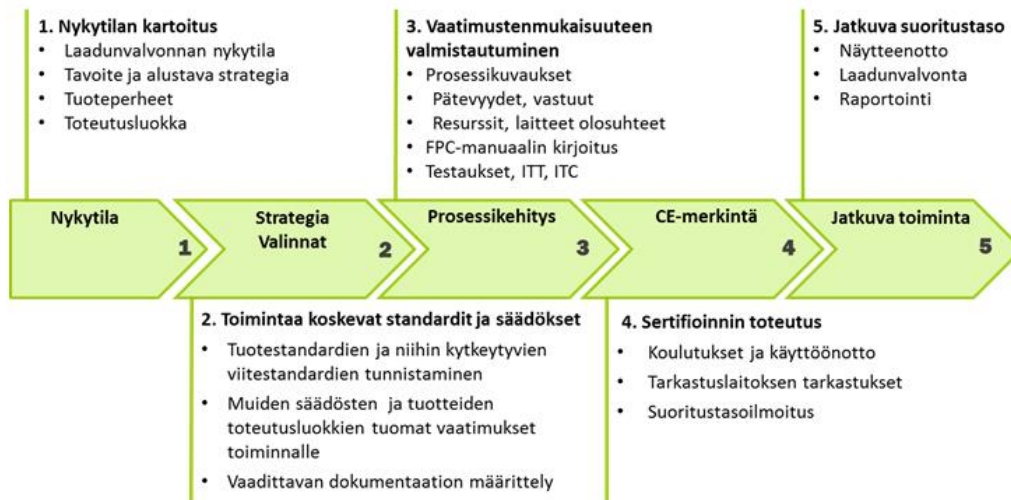 1. Nykytilan kartoitus
• Laadunvalvonnan nykytila
• Tavoite ja alustava strategia
• Tuoteperheet
• Toteutusluokka
3. Vaatimustenmukaisuuteen
valmistautuminen
• Prosessikuvaukset
• Pätevyydet, vastuut
• Resurssit, laitteet olosuhteet
• FPC-manuaalin kirjoitus
• Testaukset, ITT, ITC
5. Jatkuva suoritustaso
• Näytteenotto
• Laadunvalvonta
• Raportointi
Nykytila
1
Strategia
Valinnat
2
Prosessikehitys
3
CE-merkintä
4
Jatkuva toiminta
5
2. Toimintaa koskevat standardit ja säädökset
• Tuotestandardien ja niihin kytkeytyvien
viitestandardien tunnistaminen
• Muiden säädösten ja tuotteiden
toteutusluokkien tuomat vaatimukset
toiminnalle
• Vaadittavan dokumentaation määrittely
4. Sertifioinnin toteutus
• Koulutukset ja käyttöönotto
• Tarkastuslaitoksen tarkastukset
• Suoritustasoilmoitus